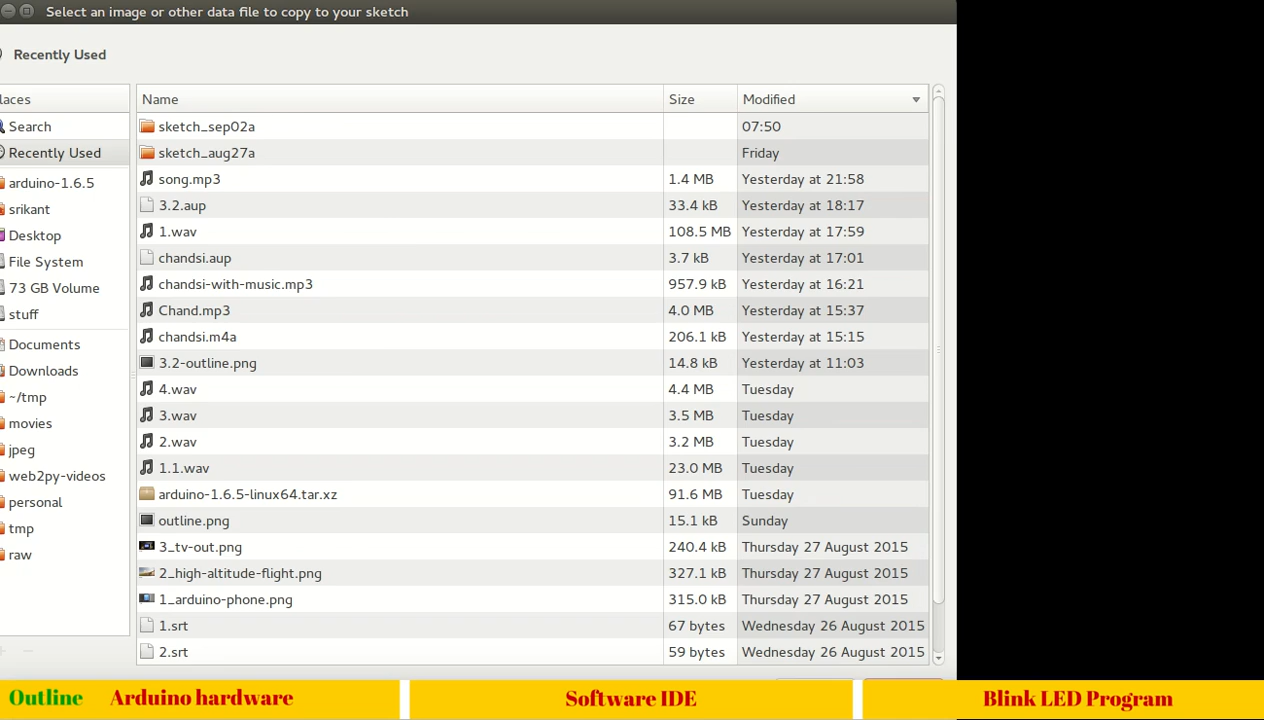 Select an image or other data file to copy to your sketch
Recently Used
laces
Name Size Modified
Search
Recently Used
arduino-1.6.5
srikant
Desktop
File System
73 GB Volume
stuff
Documents
Downloads
~/tmp
movies
jpeg
web2py-videos
personal
tmp
raw
sketch_sep02a 07:50
sketch_aug27a Friday
song.mp3 1.4 MB Yesterday at 21:58
3.2.aup 33.4 kB Yesterday at 18:17
1.wav 108.5 MB Yesterday at 17:59
chandsi.aup 3.7 kB Yesterday at 17:01
chandsi-with-music.mp3 957.9 kB Yesterday at 16:21
Chand.mp3 4.0 MB Yesterday at 15:37
chandsi.m4a 206.1 kB Yesterday at 15:15
3.2-outline.png 14.8 kB Yesterday at 11:03
4.wav 4.4 MB Tuesday
3.wav 3.5 MB Tuesday
2.wav 3.2 MB Tuesday
1.1.wav 23.0 MB Tuesday
arduino-1.6.5-linux64.tar.xz 91.6 MB Tuesday
outline.png 15.1 kB Sunday
3_tv-out.png 240.4 kB Thursday 27 August 2015
2_high-altitude-flight.png 327.1 kB Thursday 27 August 2015
1_arduino-phone.png 315.0 kB Thursday 27 August 2015
1.srt 67 bytes Wednesday 26 August 2015
2.srt 59 bytes Wednesday 26 August 2015
Outline Arduino hardware Software IDE Blink LED Program